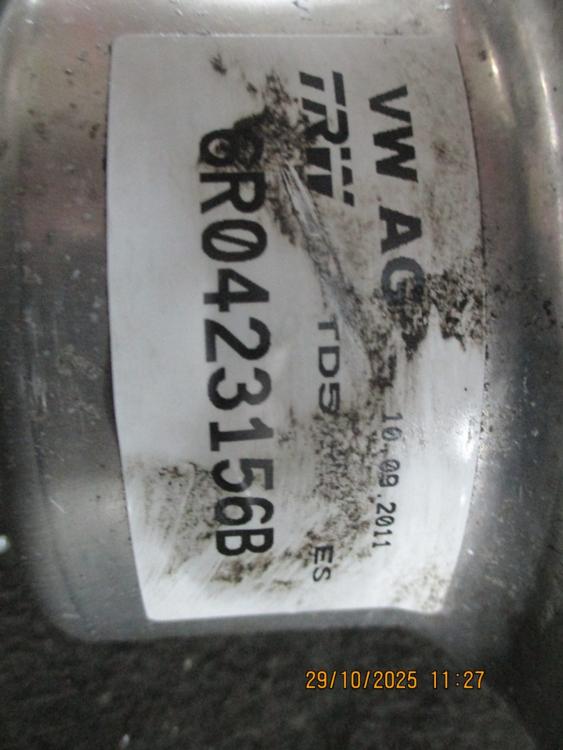 VW AG 10.09.2011
TRW TD5 ES
6R0423156B
29/10/2025 11:27